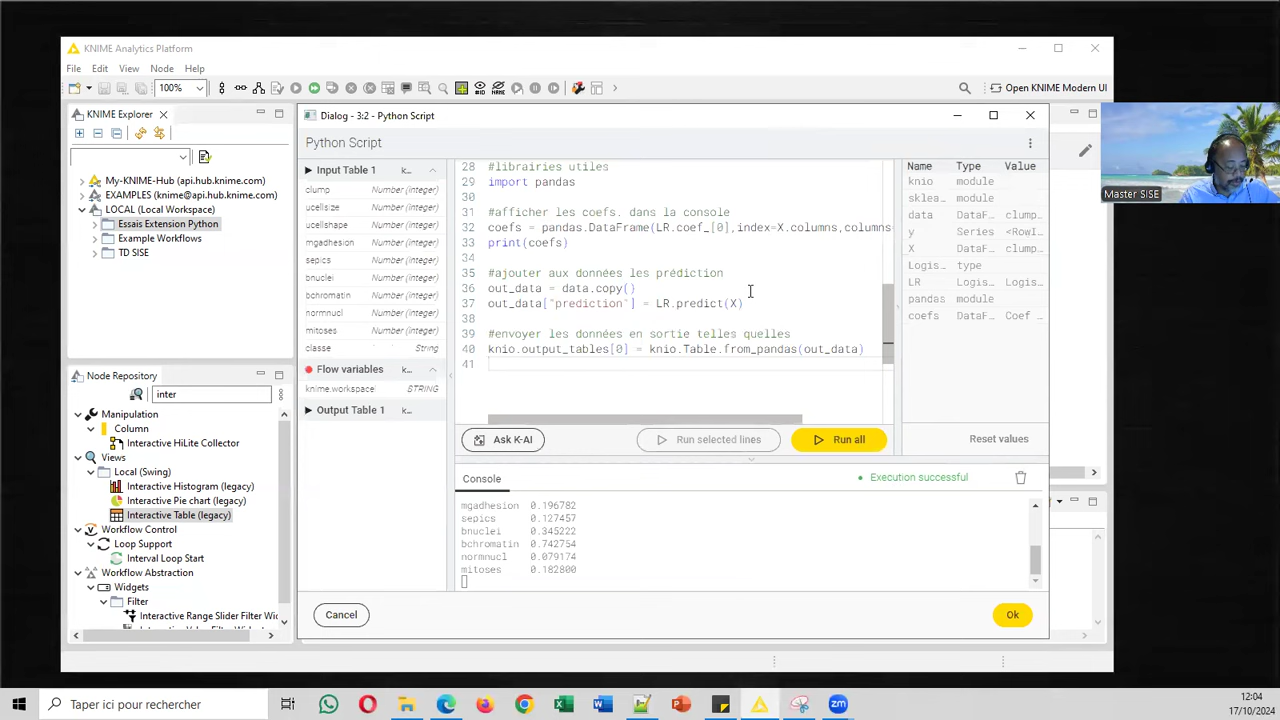 KNIME Analytics Platform
File Edit View Node Help
100%
Open KNIME Modern UI
KNIME Explorer
My-KNIME-Hub (api.hub.knime.com)
EXAMPLES (knime@api.hub.knime.com)
LOCAL (Local Workspace)
Essais Extension Python
Example Workflows
TD SISE
Node Repository
inter
Manipulation
Column
Interactive HiLite Collector
Views
Local (Swing)
Interactive Histogram (legacy)
Interactive Pie chart (legacy)
Interactive Table (legacy)
Workflow Control
Loop Support
Interval Loop Start
Workflow Abstraction
Widgets
Filter
Interactive Range Slider Filter Wi
Dialog - 3:2 - Python Script
Python Script
Input Table 1 k...
clump Number (Integer)
ucellsize Number (Integer)
ucellshape Number (Integer)
mgadhesion Number (Integer)
sepics Number (Integer)
bnuclei Number (Integer)
bchromatin Number (Integer)
normnucl Number (Integer)
mitoses Number (Integer)
classe String
Flow variables k...
knime.workspace STRING
Output Table 1 k...
28 #librairies utiles
29 import pandas
30
31 #afficher les coefs. dans la console
32 coefs = pandas.DataFrame(LR.coef_[0],index=X.columns,columns=
33 print(coefs)
34
35 #ajouter aux données les prédiction
36 out_data = data.copy()
37 out_data["prediction"] = LR.predict(X)
38
39 #envoyer les données en sortie telles quelles
40 knio.output_tables[0] = knio.Table.from_pandas(out_data)
41
Ask K-AI
Run selected lines
Run all
Name Type Value
knio module
sklea... module
data DataF... clump...
y Series <RowI...
X DataF... clump...
Logis... type
LR Logis... Logis...
pandas module
coefs DataF... Coef ...
Reset values
Console
Execution successful
mgadhesion 0.196782
sepics 0.127457
bnuclei 0.345222
bchromatin 0.742754
normnucl 0.079174
mitoses 0.182800
Cancel
Ok
Master SISE
Taper ici pour rechercher
12:04
17/10/2024